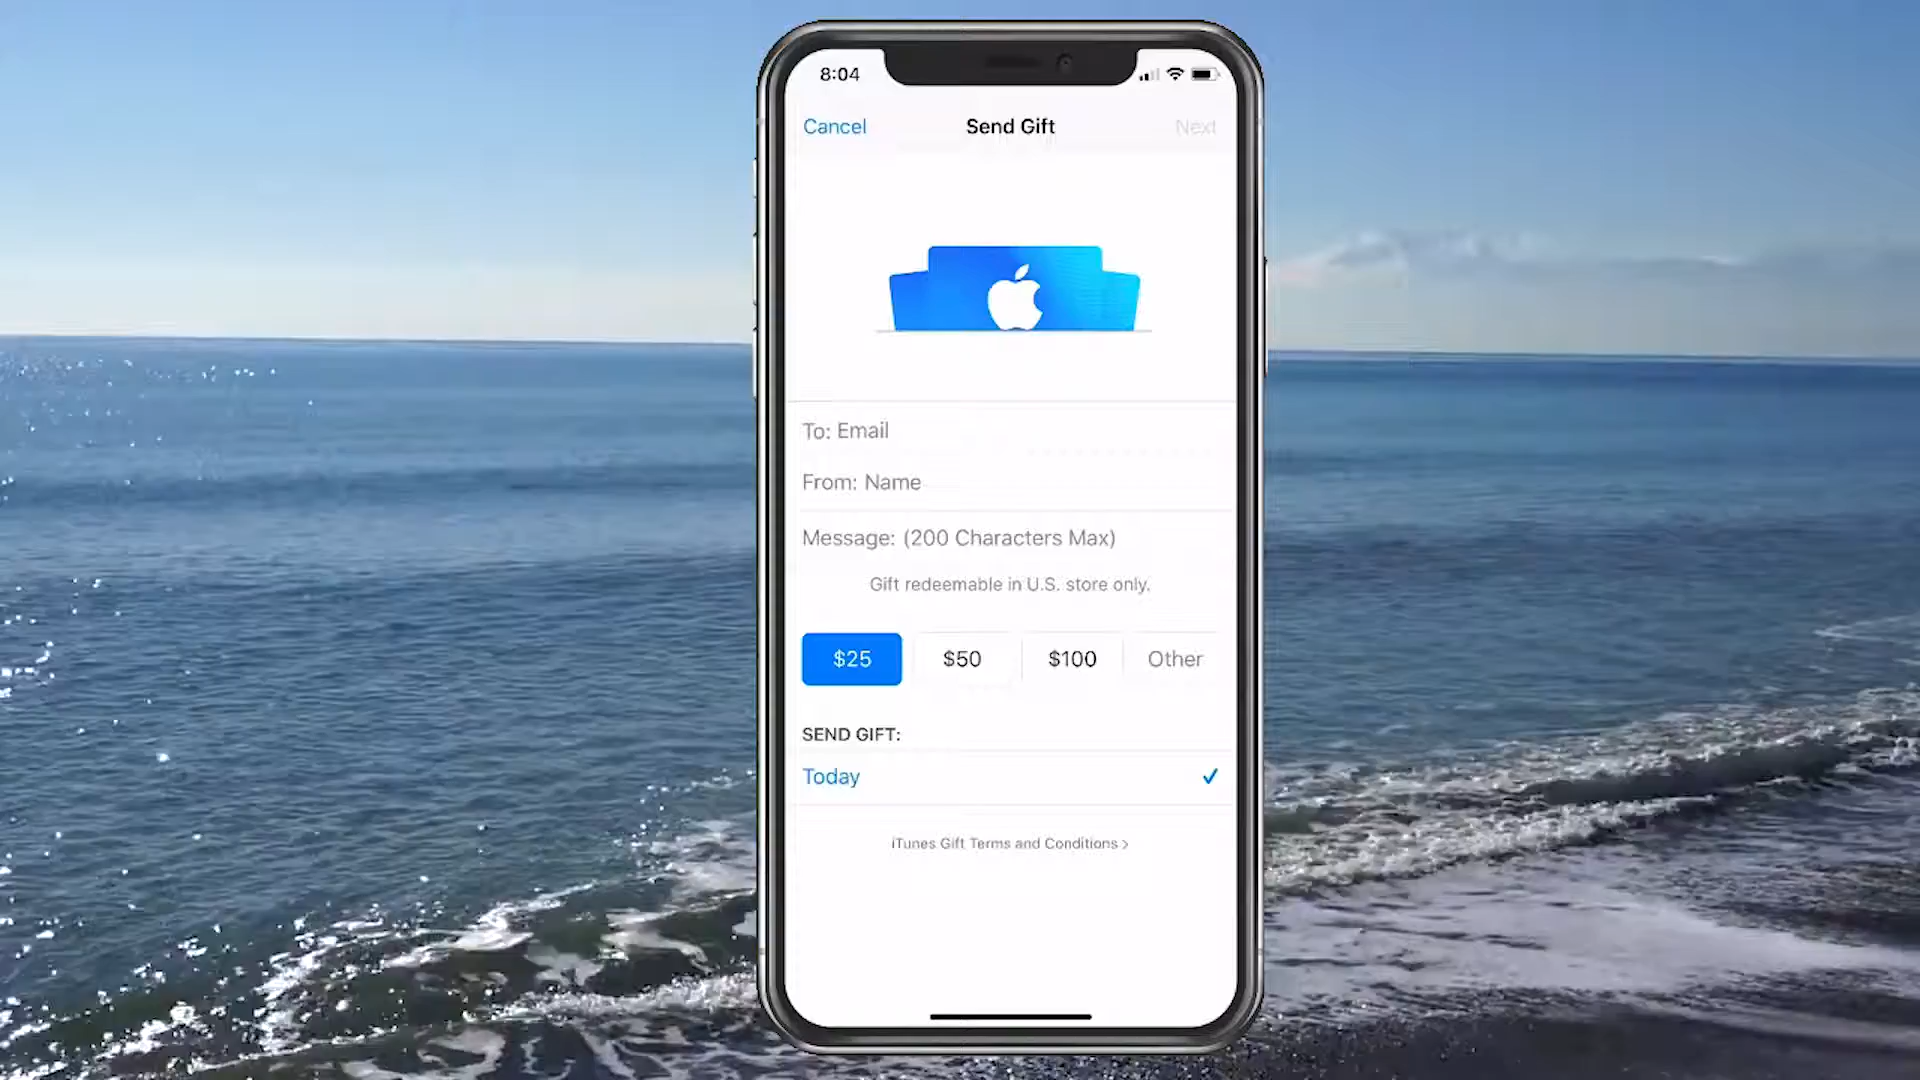 8:04
Cancel Send Gift Next
To: Email
From: Name
Message: (200 Characters Max)
Gift redeemable in U.S. store only.
$25 $50 $100 Other
SEND GIFT:
Today
iTunes Gift Terms and Conditions >